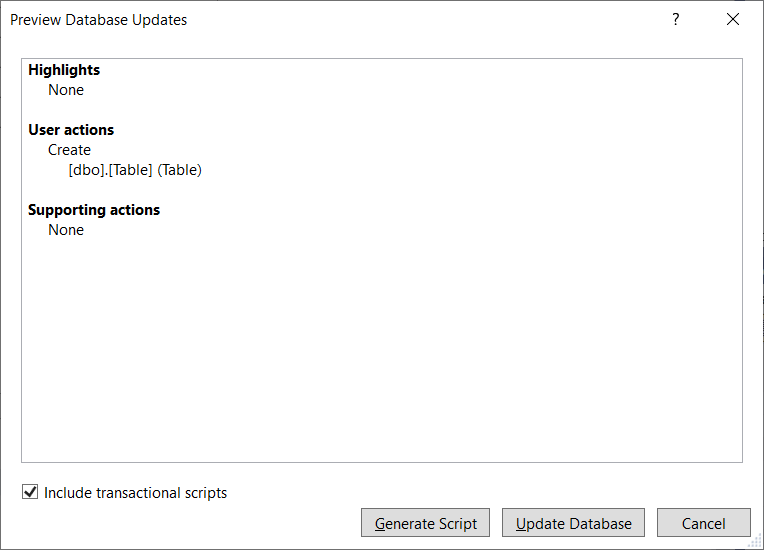 Preview Database Updates
?
Highlights
None
User actions
Create
[dbo].[Table] (Table)
Supporting actions
None
Include transactional scripts
Generate Script
Update Database
Cancel